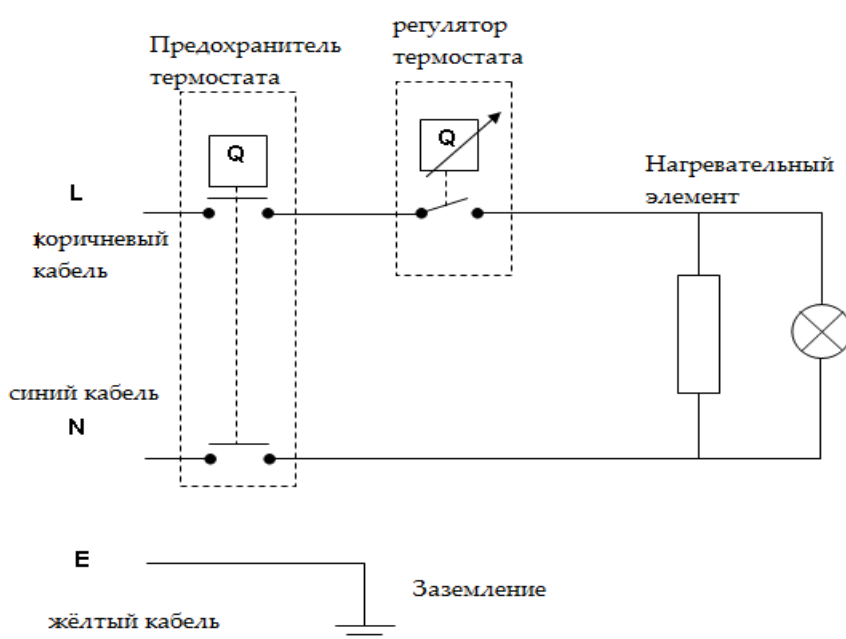 регулятор
термостата
Предохранитель
термостата
Q
Q
Нагревательный
элемент
L
коричневый
кабель
синий кабель
N
E
Заземление
жёлтый кабель